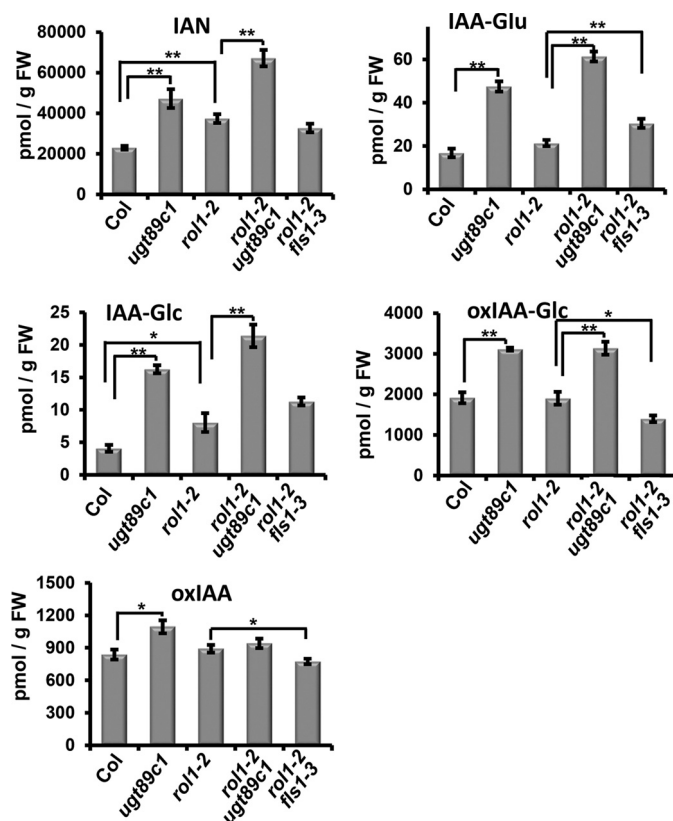 IAN
pmol / g FW
80000
60000
40000
20000
0
**
**
**
Col
ugt89c1
rol1-2
rol1-2
ugt89c1
rol1-2
fls1-3
IAA-Glu
pmol / g FW
60
40
20
0
**
**
**
Col
ugt89c1
rol1-2
rol1-2
ugt89c1
rol1-2
fls1-3
IAA-Glc
pmol / g FW
25
20
15
10
5
0
*
**
**
Col
ugt89c1
rol1-2
rol1-2
ugt89c1
rol1-2
fls1-3
oxIAA-Glc
pmol / g FW
4000
3000
2000
1000
0
**
**
*
Col
ugt89c1
rol1-2
rol1-2
ugt89c1
rol1-2
fls1-3
oxIAA
pmol / g FW
1500
1200
900
600
300
0
*
*
Col
ugt89c1
rol1-2
rol1-2
ugt89c1
rol1-2
fls1-3